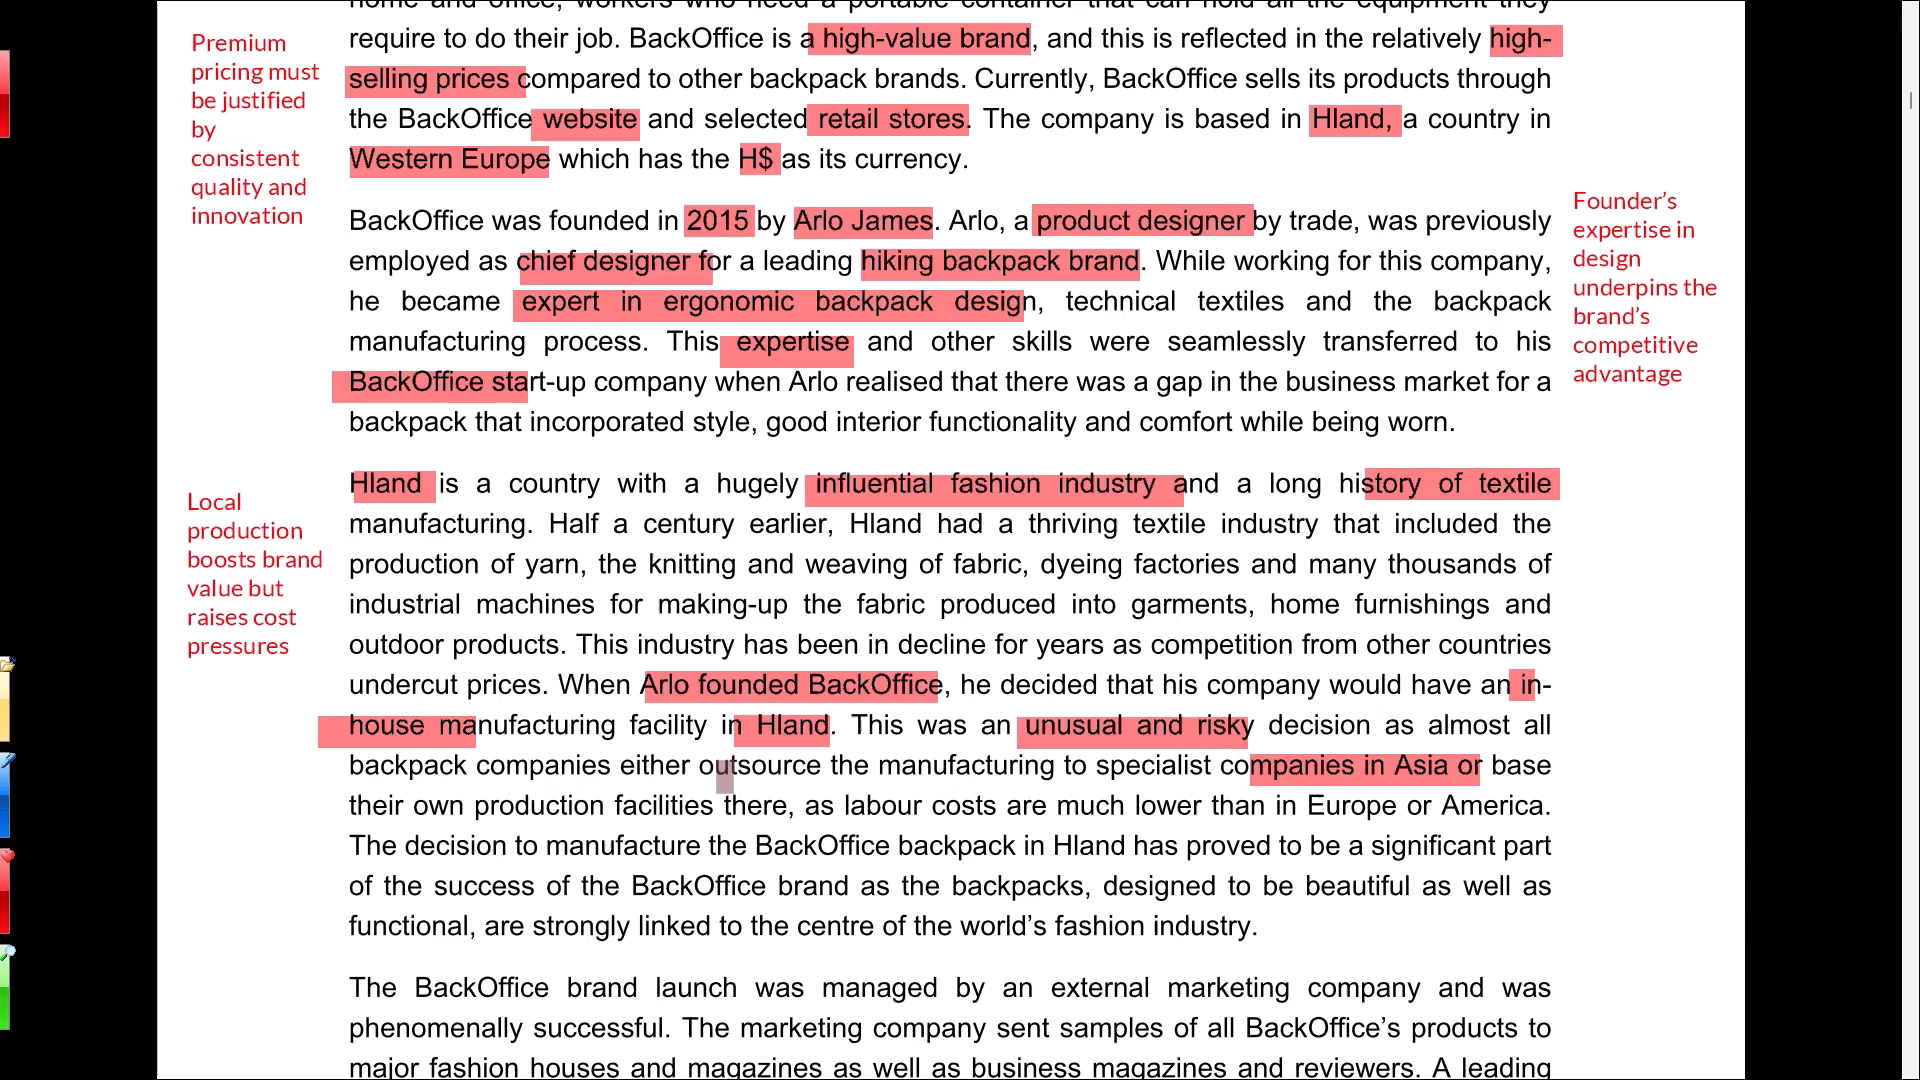 home and office, workers who need a portable container that can hold all the equipment they
require to do their job. BackOffice is a high-value brand, and this is reflected in the relatively high-
selling prices compared to other backpack brands. Currently, BackOffice sells its products through
the BackOffice website and selected retail stores. The company is based in Hland, a country in
Western Europe which has the H$ as its currency.
Premium
pricing must
be justified
by
consistent
quality and
innovation
BackOffice was founded in 2015 by Arlo James. Arlo, a product designer by trade, was previously
employed as chief designer for a leading hiking backpack brand. While working for this company,
he became expert in ergonomic backpack design, technical textiles and the backpack
manufacturing process. This expertise and other skills were seamlessly transferred to his
BackOffice start-up company when Arlo realised that there was a gap in the business market for a
backpack that incorporated style, good interior functionality and comfort while being worn.
Founder's
expertise in
design
underpins the
brand's
competitive
advantage
Hland is a country with a hugely influential fashion industry and a long history of textile
manufacturing. Half a century earlier, Hland had a thriving textile industry that included the
production of yarn, the knitting and weaving of fabric, dyeing factories and many thousands of
industrial machines for making-up the fabric produced into garments, home furnishings and
outdoor products. This industry has been in decline for years as competition from other countries
undercut prices. When Arlo founded BackOffice, he decided that his company would have an in-
house manufacturing facility in Hland. This was an unusual and risky decision as almost all
backpack companies either outsource the manufacturing to specialist companies in Asia or base
their own production facilities there, as labour costs are much lower than in Europe or America.
The decision to manufacture the BackOffice backpack in Hland has proved to be a significant part
of the success of the BackOffice brand as the backpacks, designed to be beautiful as well as
functional, are strongly linked to the centre of the world's fashion industry.
Local
production
boosts brand
value but
raises cost
pressures
The BackOffice brand launch was managed by an external marketing company and was
phenomenally successful. The marketing company sent samples of all BackOffice's products to
major fashion houses and magazines as well as business magazines and reviewers. A leading